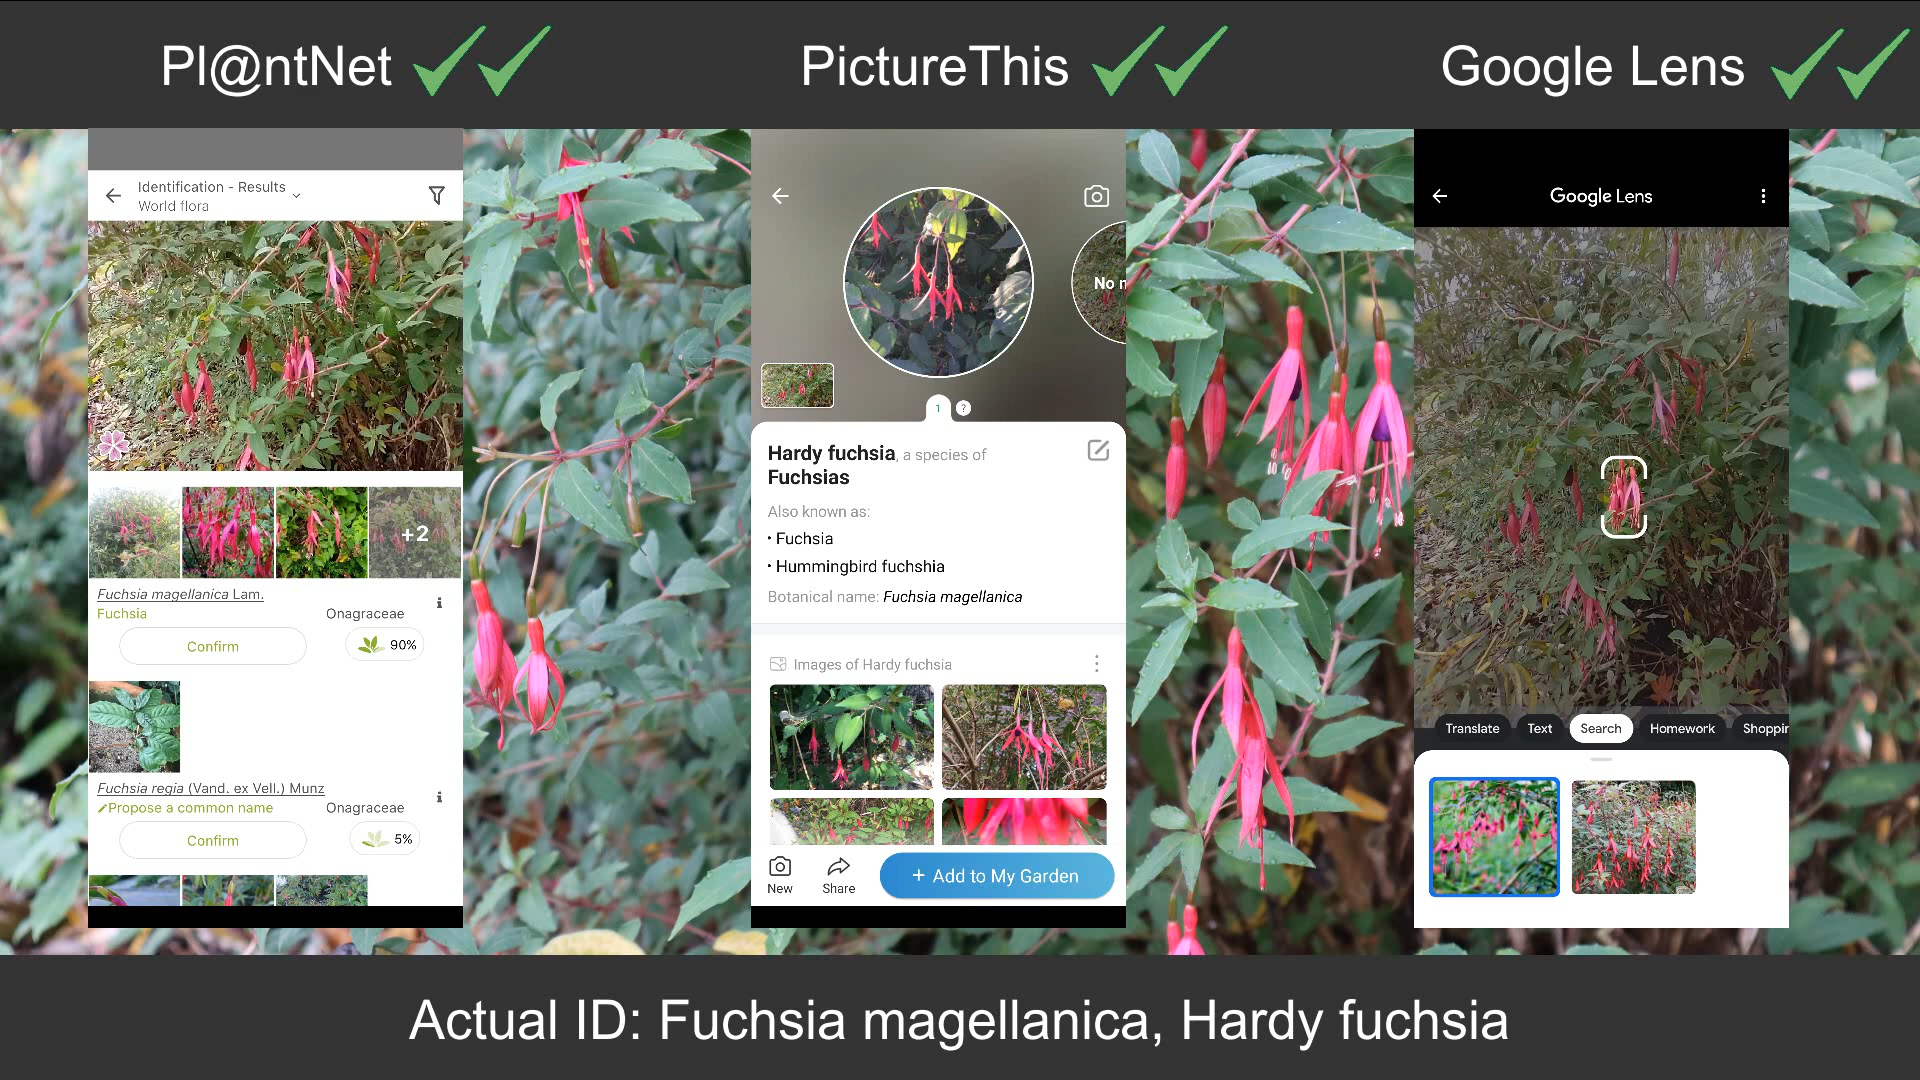 Pl@ntNet
PictureThis
Google Lens
Identification - Results
World flora
+2
Fuchsia magellanica Lam.
Fuchsia
Onagraceae
Confirm
90%
Fuchsia regia (Vand. ex Vell.) Munz
Propose a common name
Onagraceae
Confirm
5%
No
1
?
Hardy fuchsia, a species of
Fuchsias
Also known as:
• Fuchsia
• Hummingbird fuchshia
Botanical name: Fuchsia magellanica
Images of Hardy fuchsia
New
Share
+ Add to My Garden
Google Lens
Translate
Text
Search
Homework
Shoppin
Actual ID: Fuchsia magellanica, Hardy fuchsia